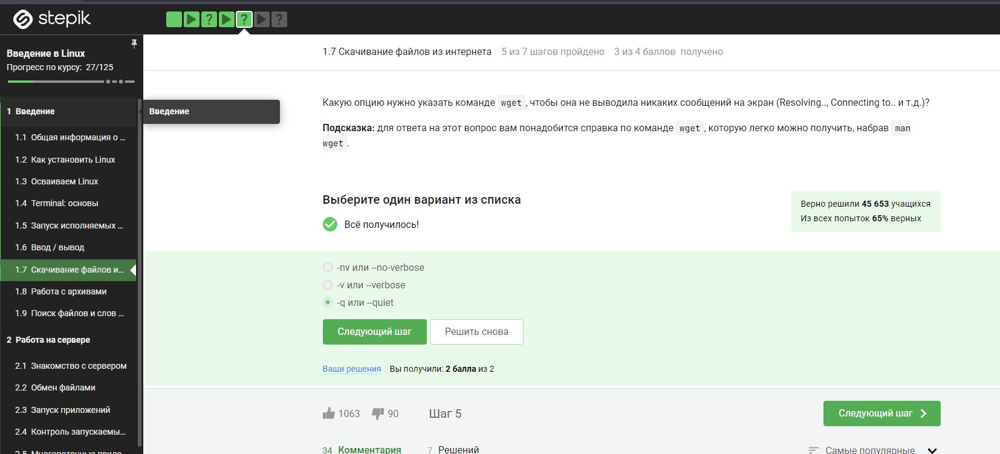 stepik
Введение в Linux
Прогресс по курсу: 27/125
1 Введение
Введение
1.1 Общая информация о ...
1.2 Как установить Linux
1.3 Осваиваем Linux
1.4 Terminal: основы
1.5 Запуск исполняемых ...
1.6 Ввод / вывод
1.7 Скачивание файлов и...
1.8 Работа с архивами
1.9 Поиск файлов и слов ...
2 Работа на сервере
2.1 Знакомство с сервером
2.2 Обмен файлами
2.3 Запуск приложений
2.4 Контроль запускаемы...
2.5 Многопоточные прило...
1.7 Скачивание файлов из интернета 5 из 7 шагов пройдено 3 из 4 баллов получено
Какую опцию нужно указать команде wget, чтобы она не выводила никаких сообщений на экран (Resolving.., Connecting to.. и т.д.)?
Подсказка: для ответа на этот вопрос вам понадобится справка по команде wget, которую легко можно получить, набрав man
wget.
Выберите один вариант из списка
Всё получилось!
Верно решили 45 653 учащихся
Из всех попыток 65% верных
-nv или --no-verbose
-v или --verbose
-q или --quiet
Следующий шаг Решить снова
Ваши решения Вы получили: 2 балла из 2
1063 90 Шаг 5 Следующий шаг
34 Комментария 7 Решений Самые популярные